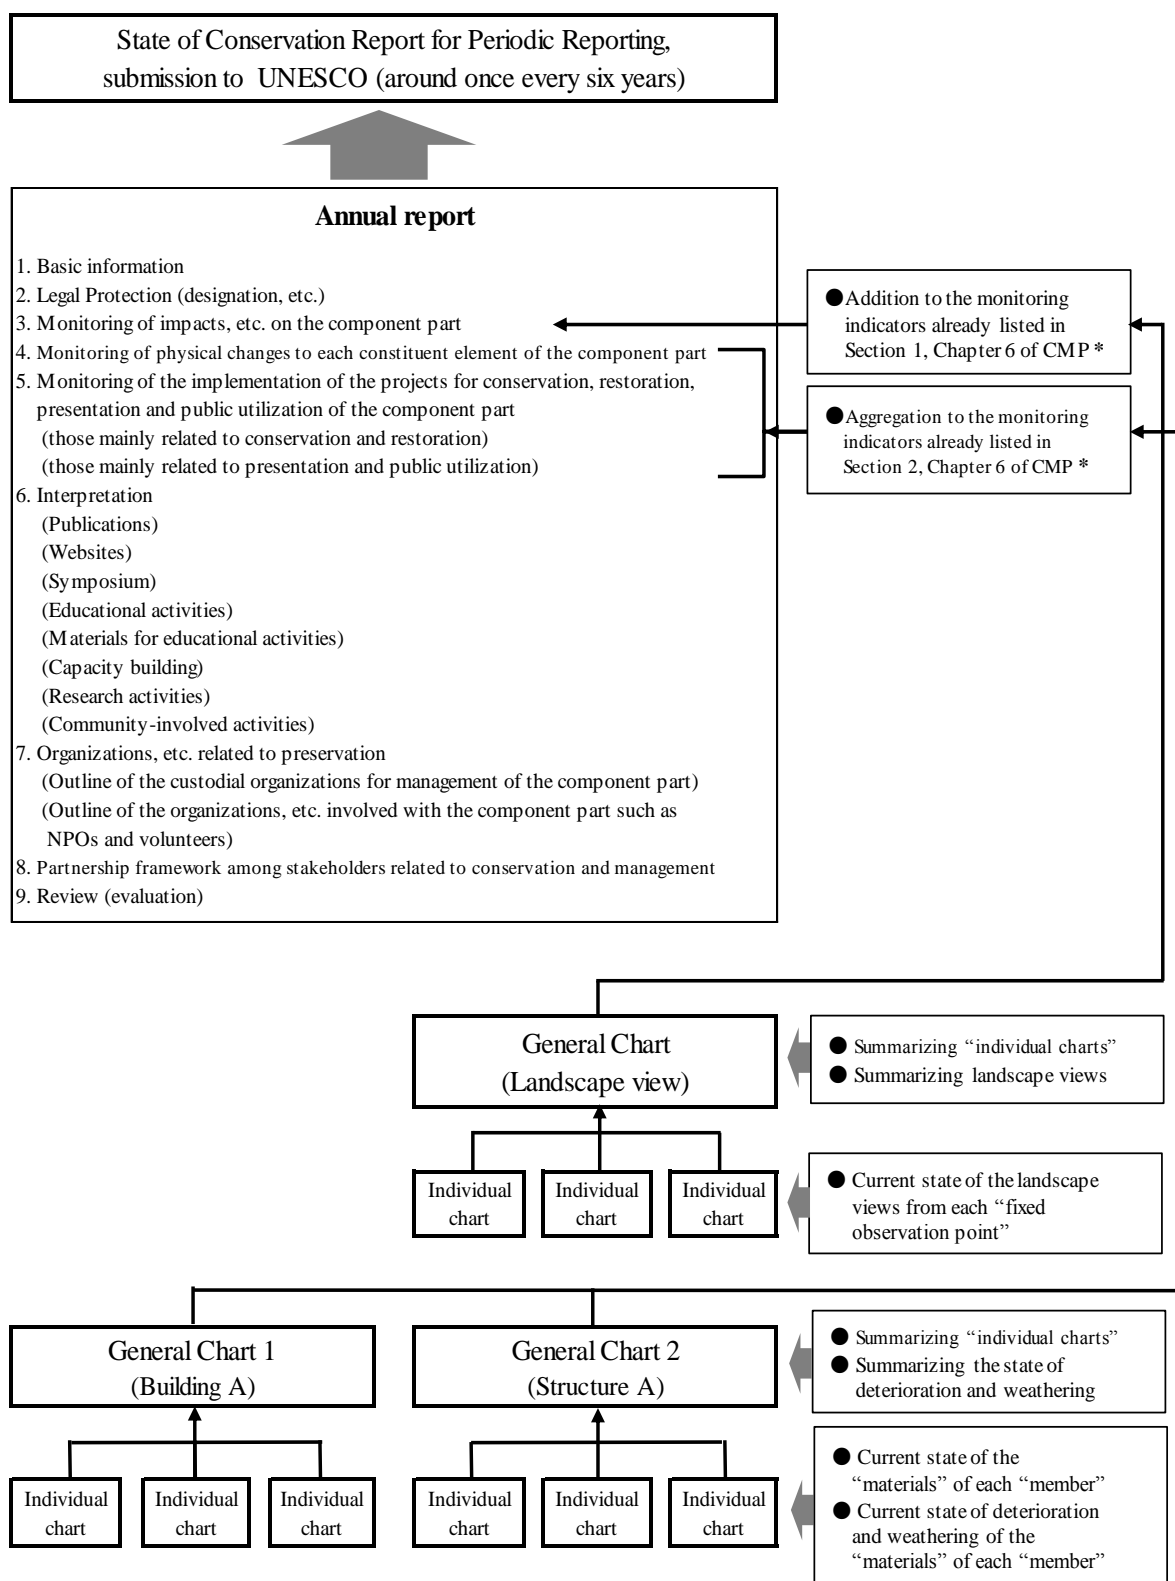 State of Conservation Report for Periodic Reporting,
submission to UNESCO (around once every six years)
Annual report
1. Basic information
2. Legal Protection (designation, etc.)
3. Monitoring of impacts, etc. on the component part
4. Monitoring of physical changes to each constituent element of the component part
5. Monitoring of the implementation of the projects for conservation, restoration,
presentation and public utilization of the component part
(those mainly related to conservation and restoration)
(those mainly related to presentation and public utilization)
6. Interpretation
(Publications)
(Websites)
(Symposium)
(Educational activities)
(Materials for educational activities)
(Capacity building)
(Research activities)
(Community-involved activities)
7. Organizations, etc. related to preservation
(Outline of the custodial organizations for management of the component part)
(Outline of the organizations, etc. involved with the component part such as
NPOs and volunteers)
8. Partnership framework among stakeholders related to conservation and management
9. Review (evaluation)
● Addition to the monitoring
indicators already listed in
Section 1, Chapter 6 of CMP *
● Aggregation to the monitoring
indicators already listed in
Section 2, Chapter 6 of CMP *
General Chart
(Landscape view)
● Summarizing “individual charts”
● Summarizing landscape views
Individual
chart
Individual
chart
Individual
chart
● Current state of the landscape
views from each “fixed
observation point”
General Chart 1
(Building A)
General Chart 2
(Structure A)
● Summarizing “individual charts”
● Summarizing the state of
deterioration and weathering
Individual
chart
Individual
chart
Individual
chart
Individual
chart
Individual
chart
Individual
chart
● Current state of the
“materials” of each “member”
● Current state of deterioration
and weathering of the
“materials” of each “member”